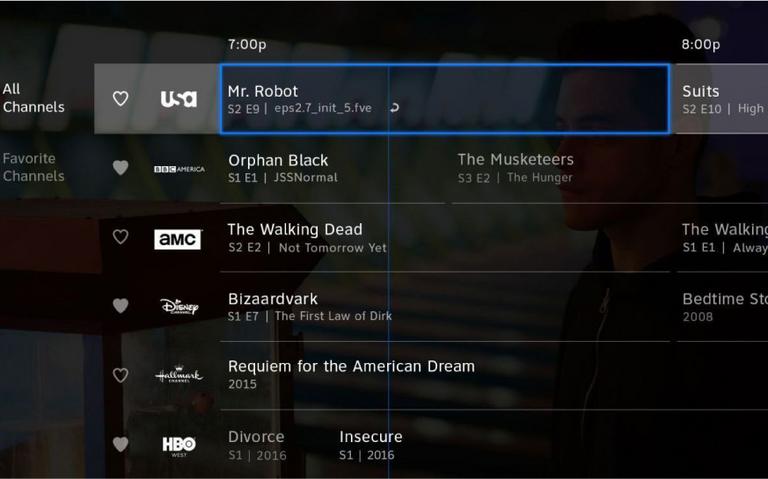 7:00p 8:00p
All Channels
usa
Mr. Robot
S2 E9 | eps2.7_init_5.fve
Suits
S2 E10 | High
Favorite Channels
BBC AMERICA
Orphan Black
S1 E1 | JSSNormal
The Musketeers
S3 E2 | The Hunger
amc
The Walking Dead
S2 E2 | Not Tomorrow Yet
The Walking
S1 E1 | Alway
Disney CHANNEL
Bizaardvark
S1 E7 | The First Law of Dirk
Bedtime Sto
2008
Hallmark CHANNEL
Requiem for the American Dream
2015
HBO WEST
Divorce
S1 | 2016
Insecure
S1 | 2016